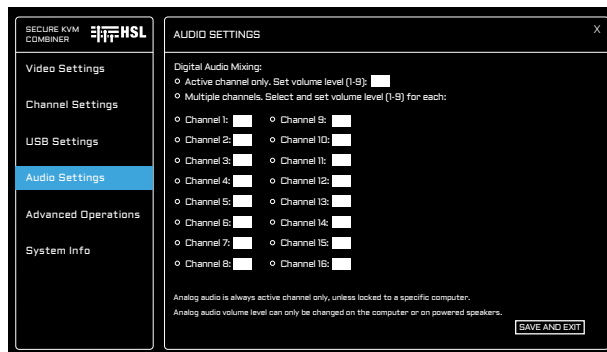 SECURE KVM
COMBINER
HSL
AUDIO SETTINGS
X
Video Settings
Channel Settings
USB Settings
Audio Settings
Advanced Operations
System Info
Digital Audio Mixing:
Active channel only. Set volume level (1-9):
Multiple channels. Select and set volume level (1-9) for each:
Channel 1: Channel 9:
Channel 2: Channel 10:
Channel 3: Channel 11:
Channel 4: Channel 12:
Channel 5: Channel 13:
Channel 6: Channel 14:
Channel 7: Channel 15:
Channel 8: Channel 16:
Analog audio is always active channel only, unless locked to a specific computer.
Analog audio volume level can only be changed on the computer or on powered speakers.
SAVE AND EXIT